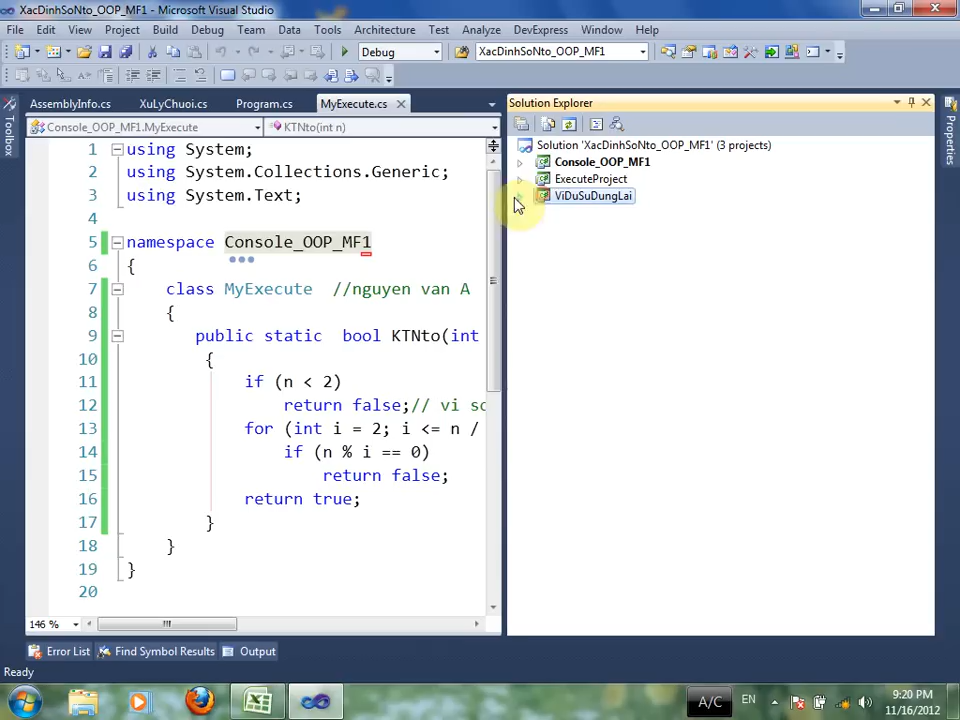 XacDinhSoNto_OOP_MF1 - Microsoft Visual Studio
File Edit View Project Build Debug Team Data Tools Architecture Test Analyze DevExpress Window Help
Debug XacDinhSoNto_OOP_MF1
AssemblyInfo.cs XuLyChuoi.cs Program.cs MyExecute.cs
Console_OOP_MF1.MyExecute KTNto(int n)
1 using System;
2 using System.Collections.Generic;
3 using System.Text;
4
5 namespace Console_OOP_MF1
6 {
7 class MyExecute //nguyen van A
8 {
9 public static bool KTNto(int
10 {
11 if (n < 2)
12 return false;// vi so
13 for (int i = 2; i <= n /
14 if (n % i == 0)
15 return false;
16 return true;
17 }
18 }
19 }
20
146 %
Toolbox
Solution Explorer
Solution 'XacDinhSoNto_OOP_MF1' (3 projects)
Console_OOP_MF1
ExecuteProject
ViDuSuDungLai
Properties
Error List Find Symbol Results Output
Ready
A/C EN 9:20 PM
11/16/2012